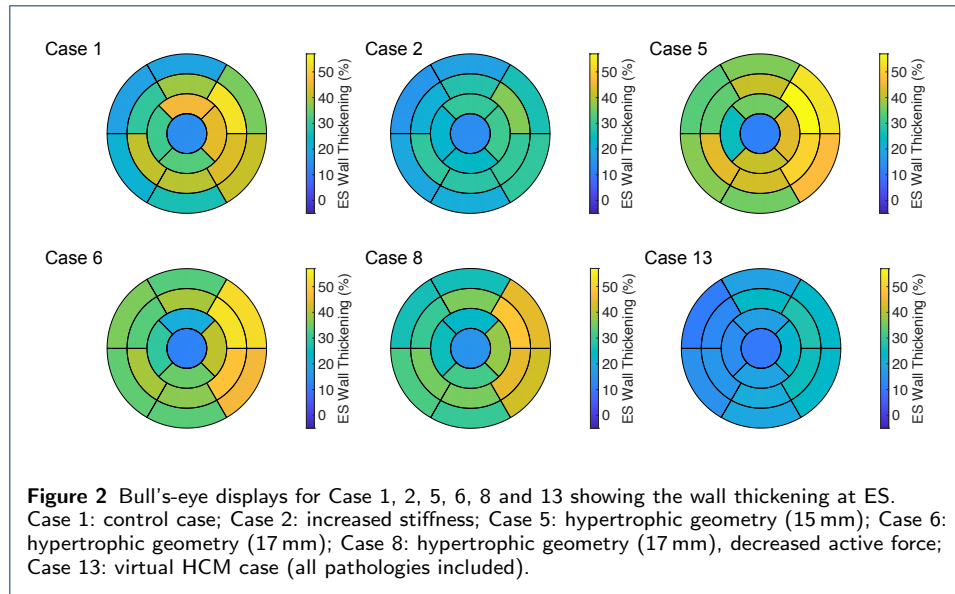 Case 1
50
40
30
20
10
0
ES Wall Thickening (%)
Case 2
50
40
30
20
10
0
ES Wall Thickening (%)
Case 5
50
40
30
20
10
0
ES Wall Thickening (%)
Case 6
50
40
30
20
10
0
ES Wall Thickening (%)
Case 8
50
40
30
20
10
0
ES Wall Thickening (%)
Case 13
50
40
30
20
10
0
ES Wall Thickening (%)
Figure 2 Bull's-eye displays for Case 1, 2, 5, 6, 8 and 13 showing the wall thickening at ES.
Case 1: control case; Case 2: increased stiffness; Case 5: hypertrophic geometry (15 mm); Case 6:
hypertrophic geometry (17 mm); Case 8: hypertrophic geometry (17 mm), decreased active force;
Case 13: virtual HCM case (all pathologies included).